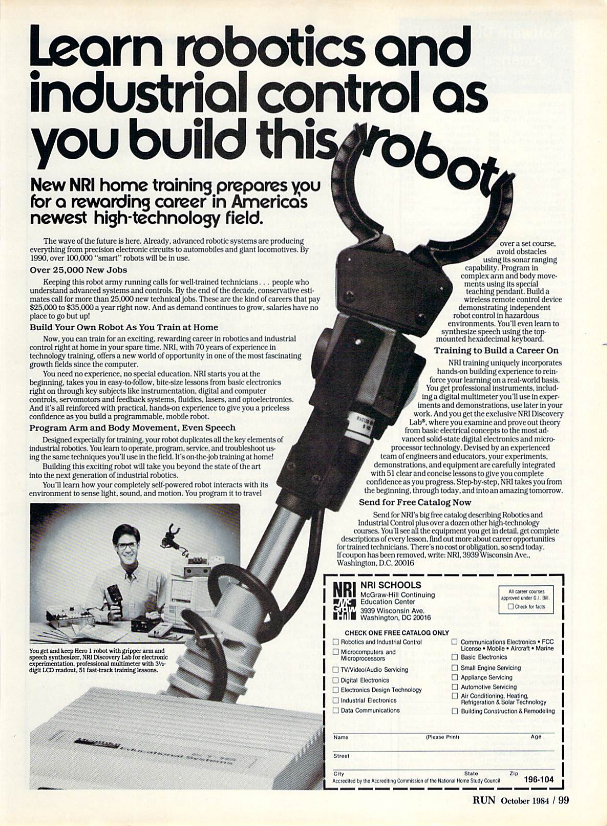 Learn robotics and
industrial control as
you build this robot
New NRI home training prepares you
for a rewarding career in America's
newest high-technology field.
The wave of the future is here. Already, advanced robotic systems are producing
everything from precision electronic circuits to automobiles and giant locomotives. By
1990, over 100,000 "smart" robots will be in use.
Over 25,000 New Jobs
Keeping this robot army running calls for well-trained technicians . . . people who
understand advanced systems and controls. By the end of the decade, conservative esti-
mates call for more than 25,000 new technical jobs. These are the kind of careers that pay
$25,000 to $35,000 a year right now. And as demand continues to grow, salaries have no
place to go but up!
Build Your Own Robot As You Train at Home
Now, you can train for an exciting, rewarding career in robotics and industrial
control right at home in your spare time. NRI, with 70 years of experience in
technology training, offers a new world of opportunity in one of the most fascinating
growth fields since the computer.
You need no experience, no special education. NRI starts you at the
beginning, takes you in easy-to-follow, bite-size lessons from basic electronics
right on through key subjects like instrumentation, digital and computer
controls, servomotors and feedback systems, fluidics, lasers, and optoelectronics.
And it's all reinforced with practical, hands-on experience to give you a priceless
confidence as you build a programmable, mobile robot.
Program Arm and Body Movement, Even Speech
Designed especially for training, your robot duplicates all the key elements of
industrial robotics. You learn to operate, program, service, and troubleshoot us-
ing the same techniques you'll use in the field. It's on-the-job training at home!
Building this exciting robot will take you beyond the state of the art
into the next generation of industrial robotics.
You'll learn how your completely self-powered robot interacts with its
environment to sense light, sound, and motion. You program it to travel
over a set course,
avoid obstacles
using its sonar ranging
capability. Program in
complex arm and body move-
ments using its special
teaching pendant. Build a
wireless remote control device
demonstrating independent
robot control in hazardous
environments. You'll even learn to
synthesize speech using the top-
mounted hexadecimal keyboard.
Training to Build a Career On
NRI training uniquely incorporates
hands-on building experience to rein-
force your learning on a real-world basis.
You get professional instruments, includ-
ing a digital multimeter you'll use in exper-
iments and demonstrations, use later in your
work. And you get the exclusive NRI Discovery
Lab®, where you examine and prove out theory
from basic electrical concepts to the most ad-
vanced solid-state digital electronics and micro-
processor technology. Devised by an experienced
team of engineers and educators, your experiments,
demonstrations, and equipment are carefully integrated
with 51 clear and concise lessons to give you complete
confidence as you progress. Step-by-step, NRI takes you from
the beginning, through today, and into an amazing tomorrow.
Send for Free Catalog Now
Send for NRI's big free catalog describing Robotics and
Industrial Control plus over a dozen other high-technology
courses. You'll see all the equipment you get in detail, get complete
descriptions of every lesson, find out more about career opportunities
for trained technicians. There's no cost or obligation, so send today.
If coupon has been removed, write: NRI, 3939 Wisconsin Ave.,
Washington, D.C. 20016
You get and keep Hero 1 robot with gripper arm and
speech synthesizer, NRI Discovery Lab for electronic
experimentation, professional multimeter with 3½-
digit LCD readout, 51 fast-track training lessons.
Educational Systems
NRI
NRI SCHOOLS
McGraw-Hill Continuing
Education Center
3939 Wisconsin Ave.
Washington, DC 20016
All career courses
approved under G.I. Bill.
Check for facts
CHECK ONE FREE CATALOG ONLY
Robotics and Industrial Control
Microcomputers and
Microprocessors
TV/Video/Audio Servicing
Digital Electronics
Electronics Design Technology
Industrial Electronics
Data Communications
Communications Electronics • FCC
License • Mobile • Aircraft • Marine
Basic Electronics
Small Engine Servicing
Appliance Servicing
Automotive Servicing
Air Conditioning, Heating,
Refrigeration & Solar Technology
Building Construction & Remodeling
Name (Please Print) Age
Street
City State Zip
Accredited by the Accrediting Commission of the National Home Study Council 196-104
RUN October 1984 / 99